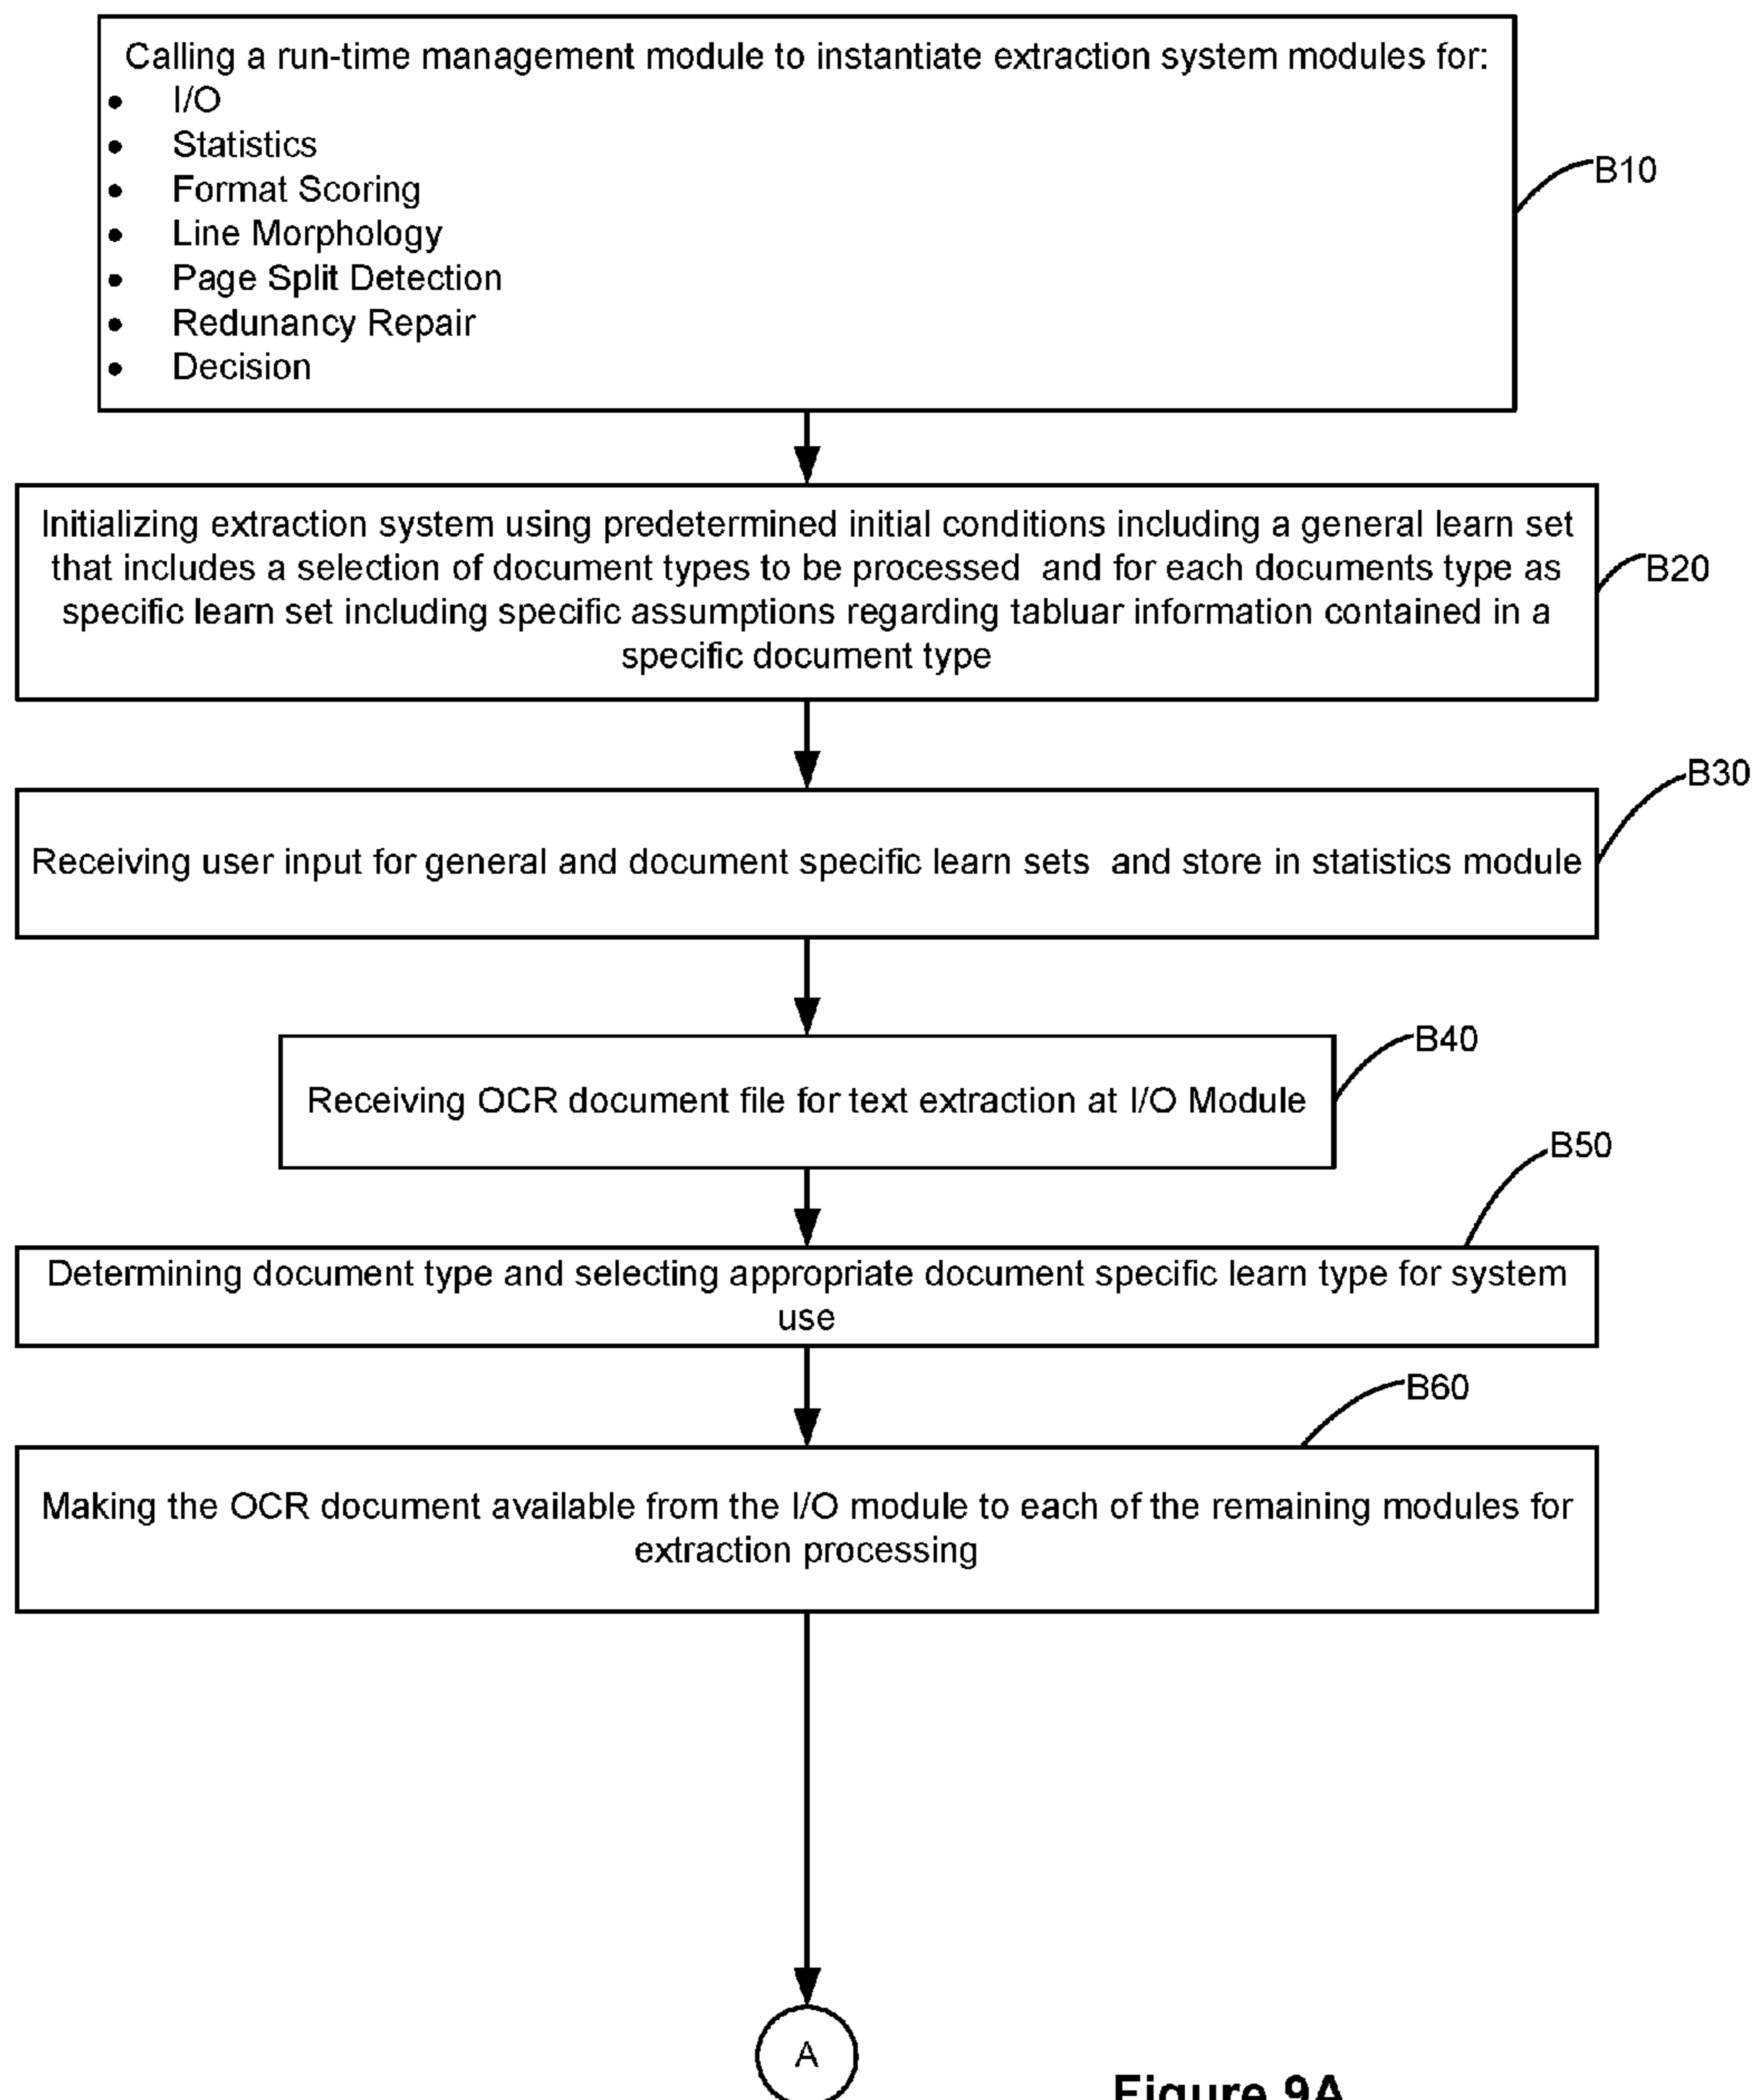 Calling a run-time management module to instantiate extraction system modules for:
• I/O
• Statistics
• Format Scoring
• Line Morphology
• Page Split Detection
• Redunancy Repair
• Decision
B10
Initializing extraction system using predetermined initial conditions including a general learn set
that includes a selection of document types to be processed and for each documents type as
specific learn set including specific assumptions regarding tabluar information contained in a
specific document type
B20
B30
Receiving user input for general and document specific learn sets and store in statistics module
B40
Receiving OCR document file for text extraction at I/O Module
B50
Determining document type and selecting appropriate document specific learn type for system
use
B60
Making the OCR document available from the I/O module to each of the remaining modules for
extraction processing
A
Figure 9A